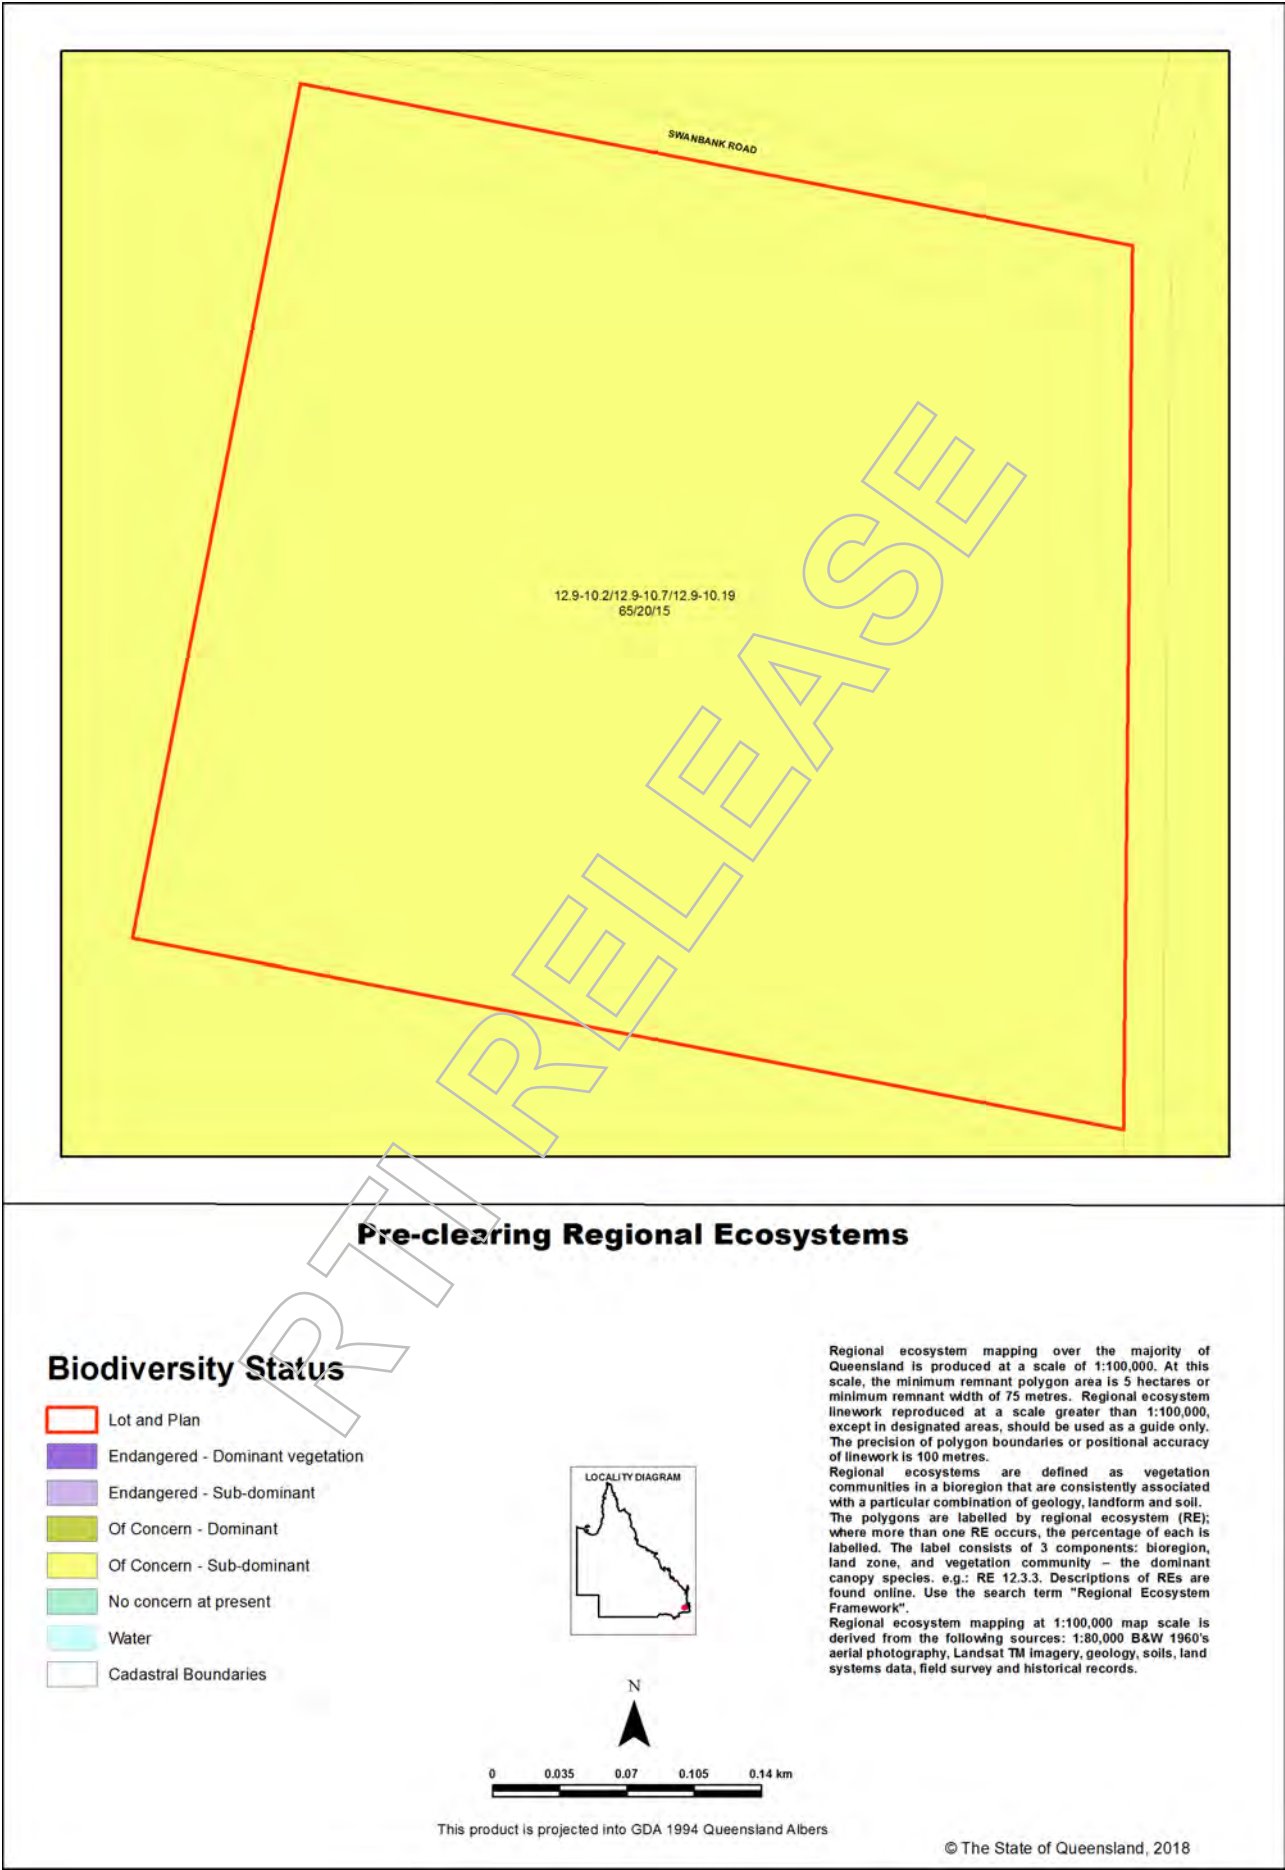 SWANBANK ROAD
12.9-10.2/12.9-10.7/12.9-10.19
65/20/15
RTI RELEASE
Pre-clearing Regional Ecosystems
Biodiversity Status
Lot and Plan
Endangered - Dominant vegetation
Endangered - Sub-dominant
Of Concern - Dominant
Of Concern - Sub-dominant
No concern at present
Water
Cadastral Boundaries
LOCALITY DIAGRAM
N
0 0.035 0.07 0.105 0.14 km
This product is projected into GDA 1994 Queensland Albers
Regional ecosystem mapping over the majority of
Queensland is produced at a scale of 1:100,000. At this
scale, the minimum remnant polygon area is 5 hectares or
minimum remnant width of 75 metres. Regional ecosystem
linework reproduced at a scale greater than 1:100,000,
except in designated areas, should be used as a guide only.
The precision of polygon boundaries or positional accuracy
of linework is 100 metres.
Regional ecosystems are defined as vegetation
communities in a bioregion that are consistently associated
with a particular combination of geology, landform and soil.
The polygons are labelled by regional ecosystem (RE);
where more than one RE occurs, the percentage of each is
labelled. The label consists of 3 components: bioregion,
land zone, and vegetation community – the dominant
canopy species. e.g.: RE 12.3.3. Descriptions of REs are
found online. Use the search term "Regional Ecosystem
Framework".
Regional ecosystem mapping at 1:100,000 map scale is
derived from the following sources: 1:80,000 B&W 1960's
aerial photography, Landsat TM imagery, geology, soils, land
systems data, field survey and historical records.
© The State of Queensland, 2018